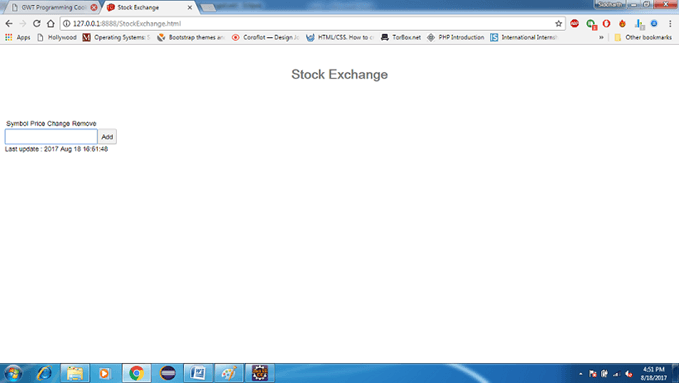 GWT Programming Con
Stock Exchange
Siddharth
127.0.0.1:8888/StockExchange.html
Apps
Hollywood
Operating Systems: S
Bootstrap themes an
Coroflot — Design J
HTML/CSS. How to c
TorBox.net
PHP Introduction
International Intern
»
Other bookmarks
Stock Exchange
Symbol Price Change Remove
Add
Last update : 2017 Aug 18 16:51:48
4:51 PM
8/18/2017